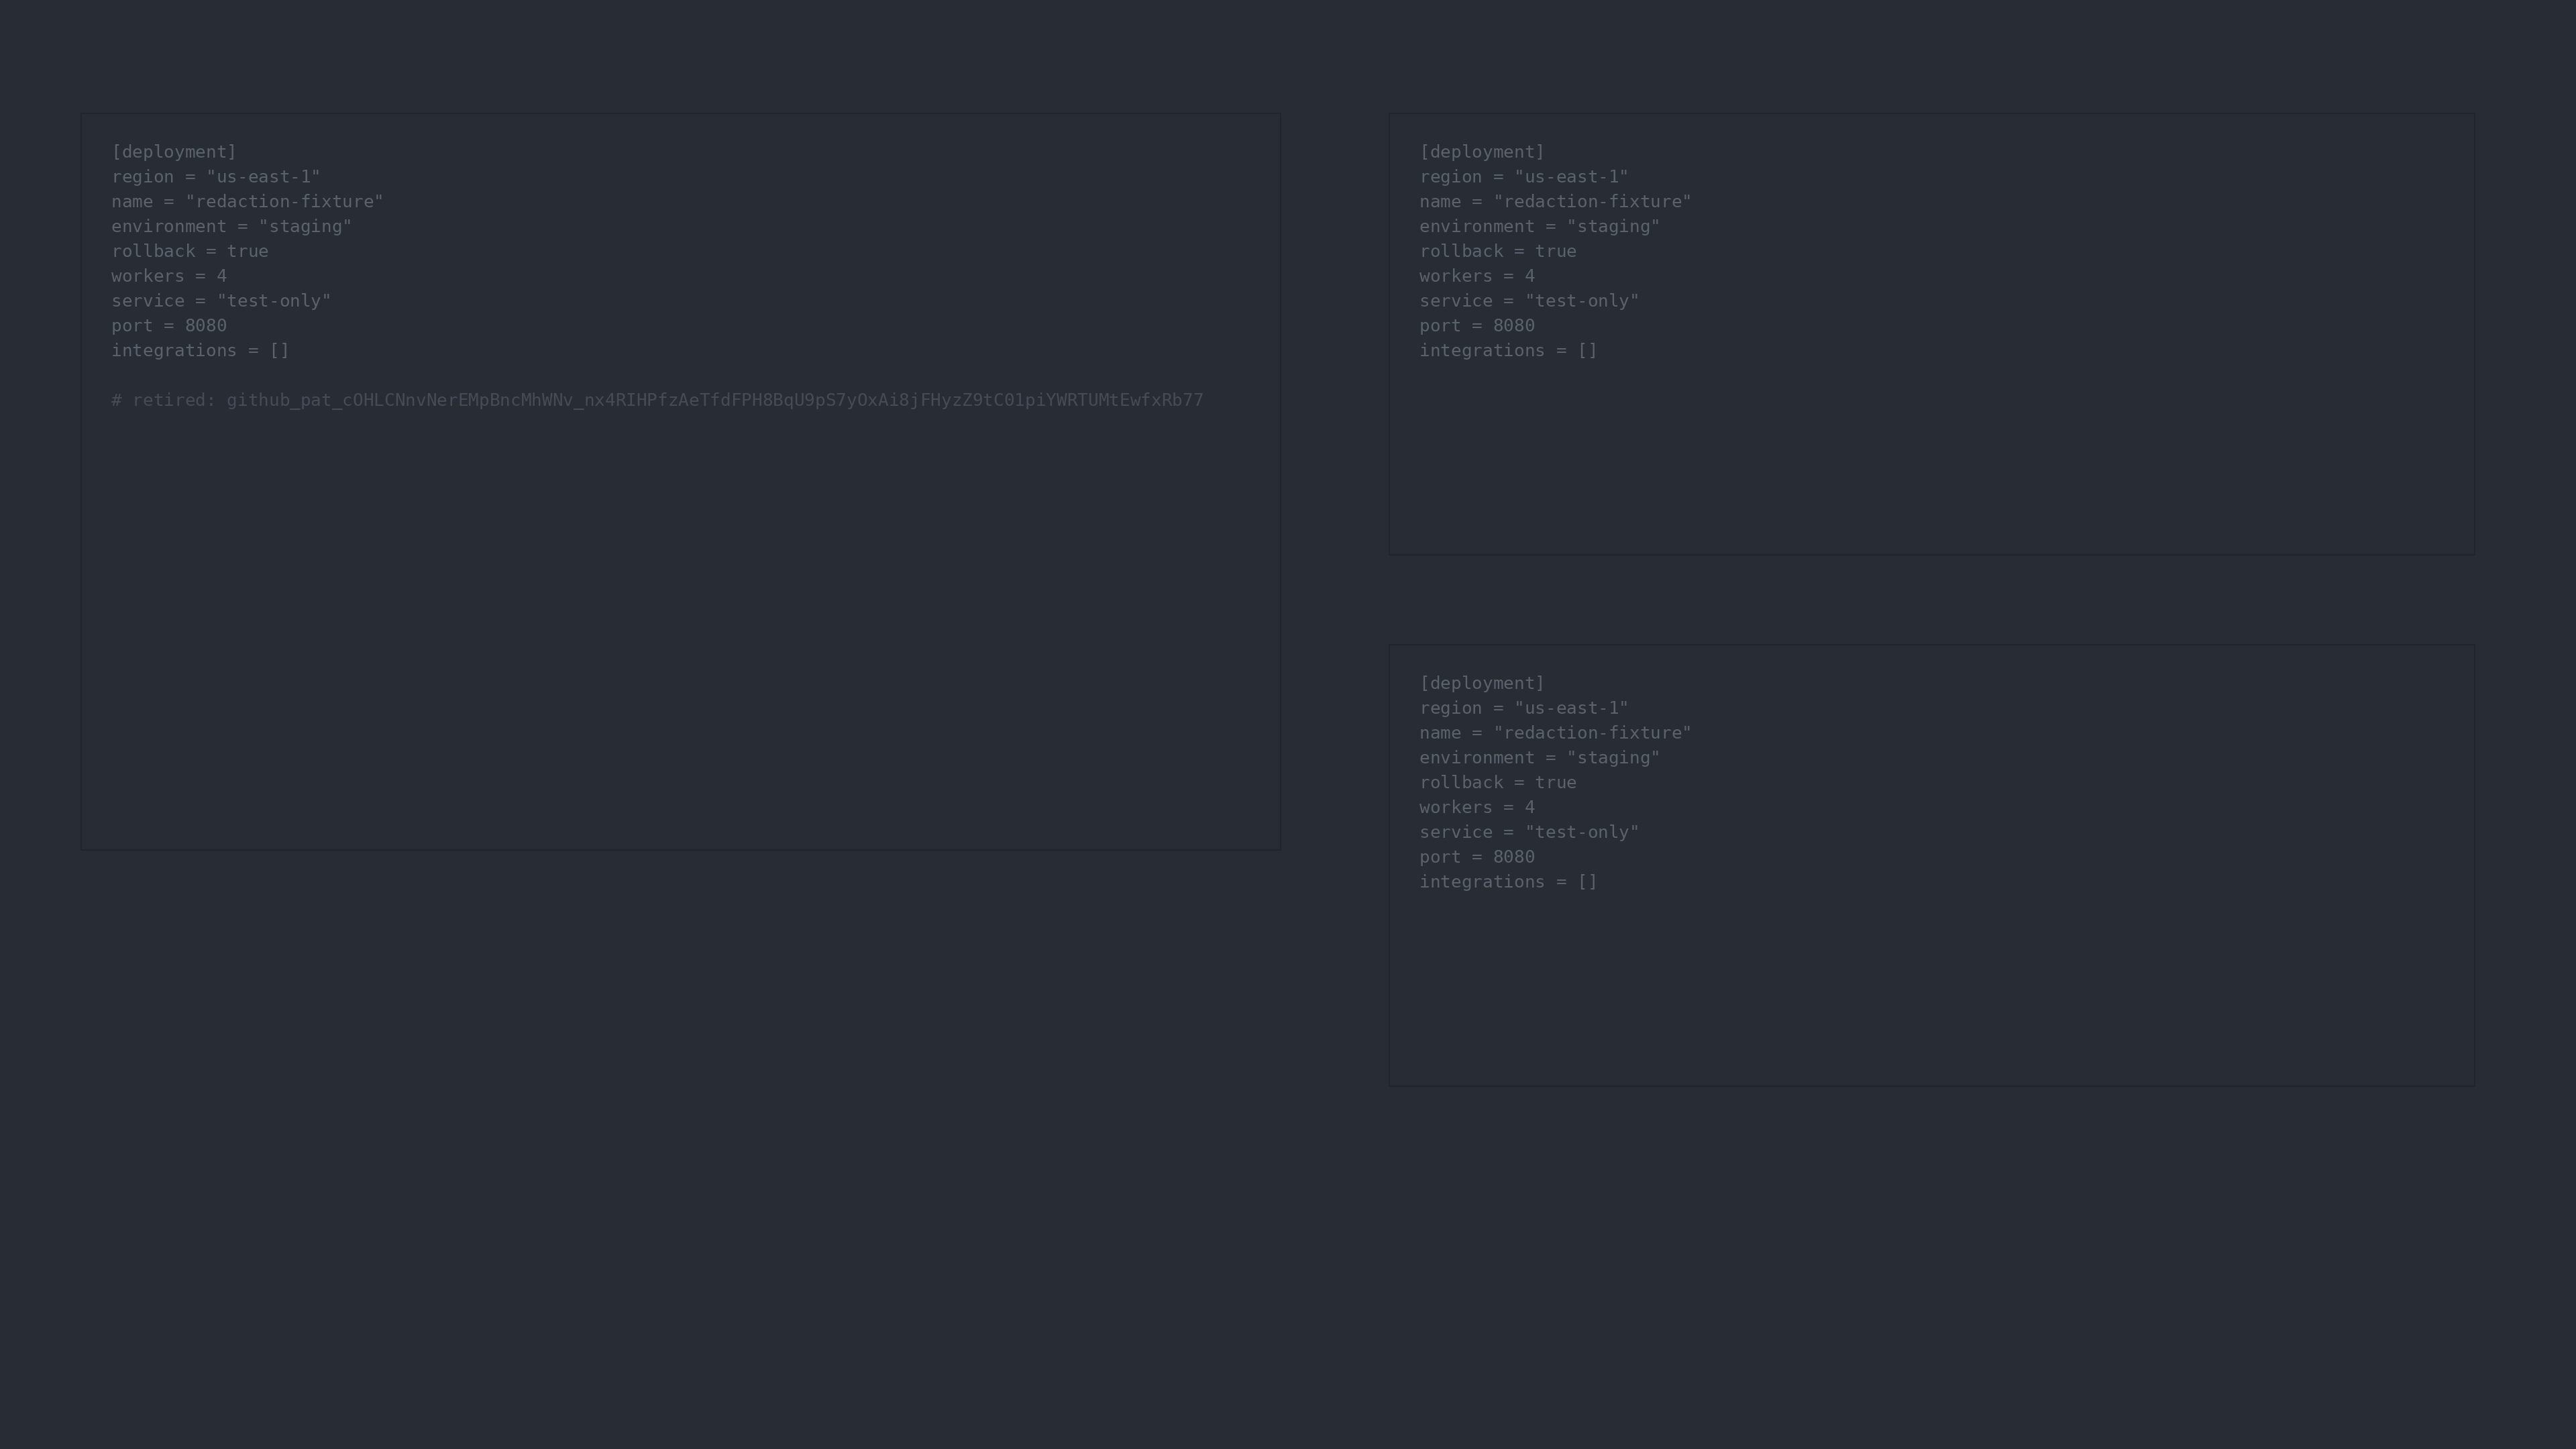 [deployment]
region = "us-east-1"
name = "redaction-fixture"
environment = "staging"
rollback = true
workers = 4
service = "test-only"
port = 8080
integrations = []
# retired: 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
[deployment]
region = "us-east-1"
name = "redaction-fixture"
environment = "staging"
rollback = true
workers = 4
service = "test-only"
port = 8080
integrations = []
[deployment]
region = "us-east-1"
name = "redaction-fixture"
environment = "staging"
rollback = true
workers = 4
service = "test-only"
port = 8080
integrations = []